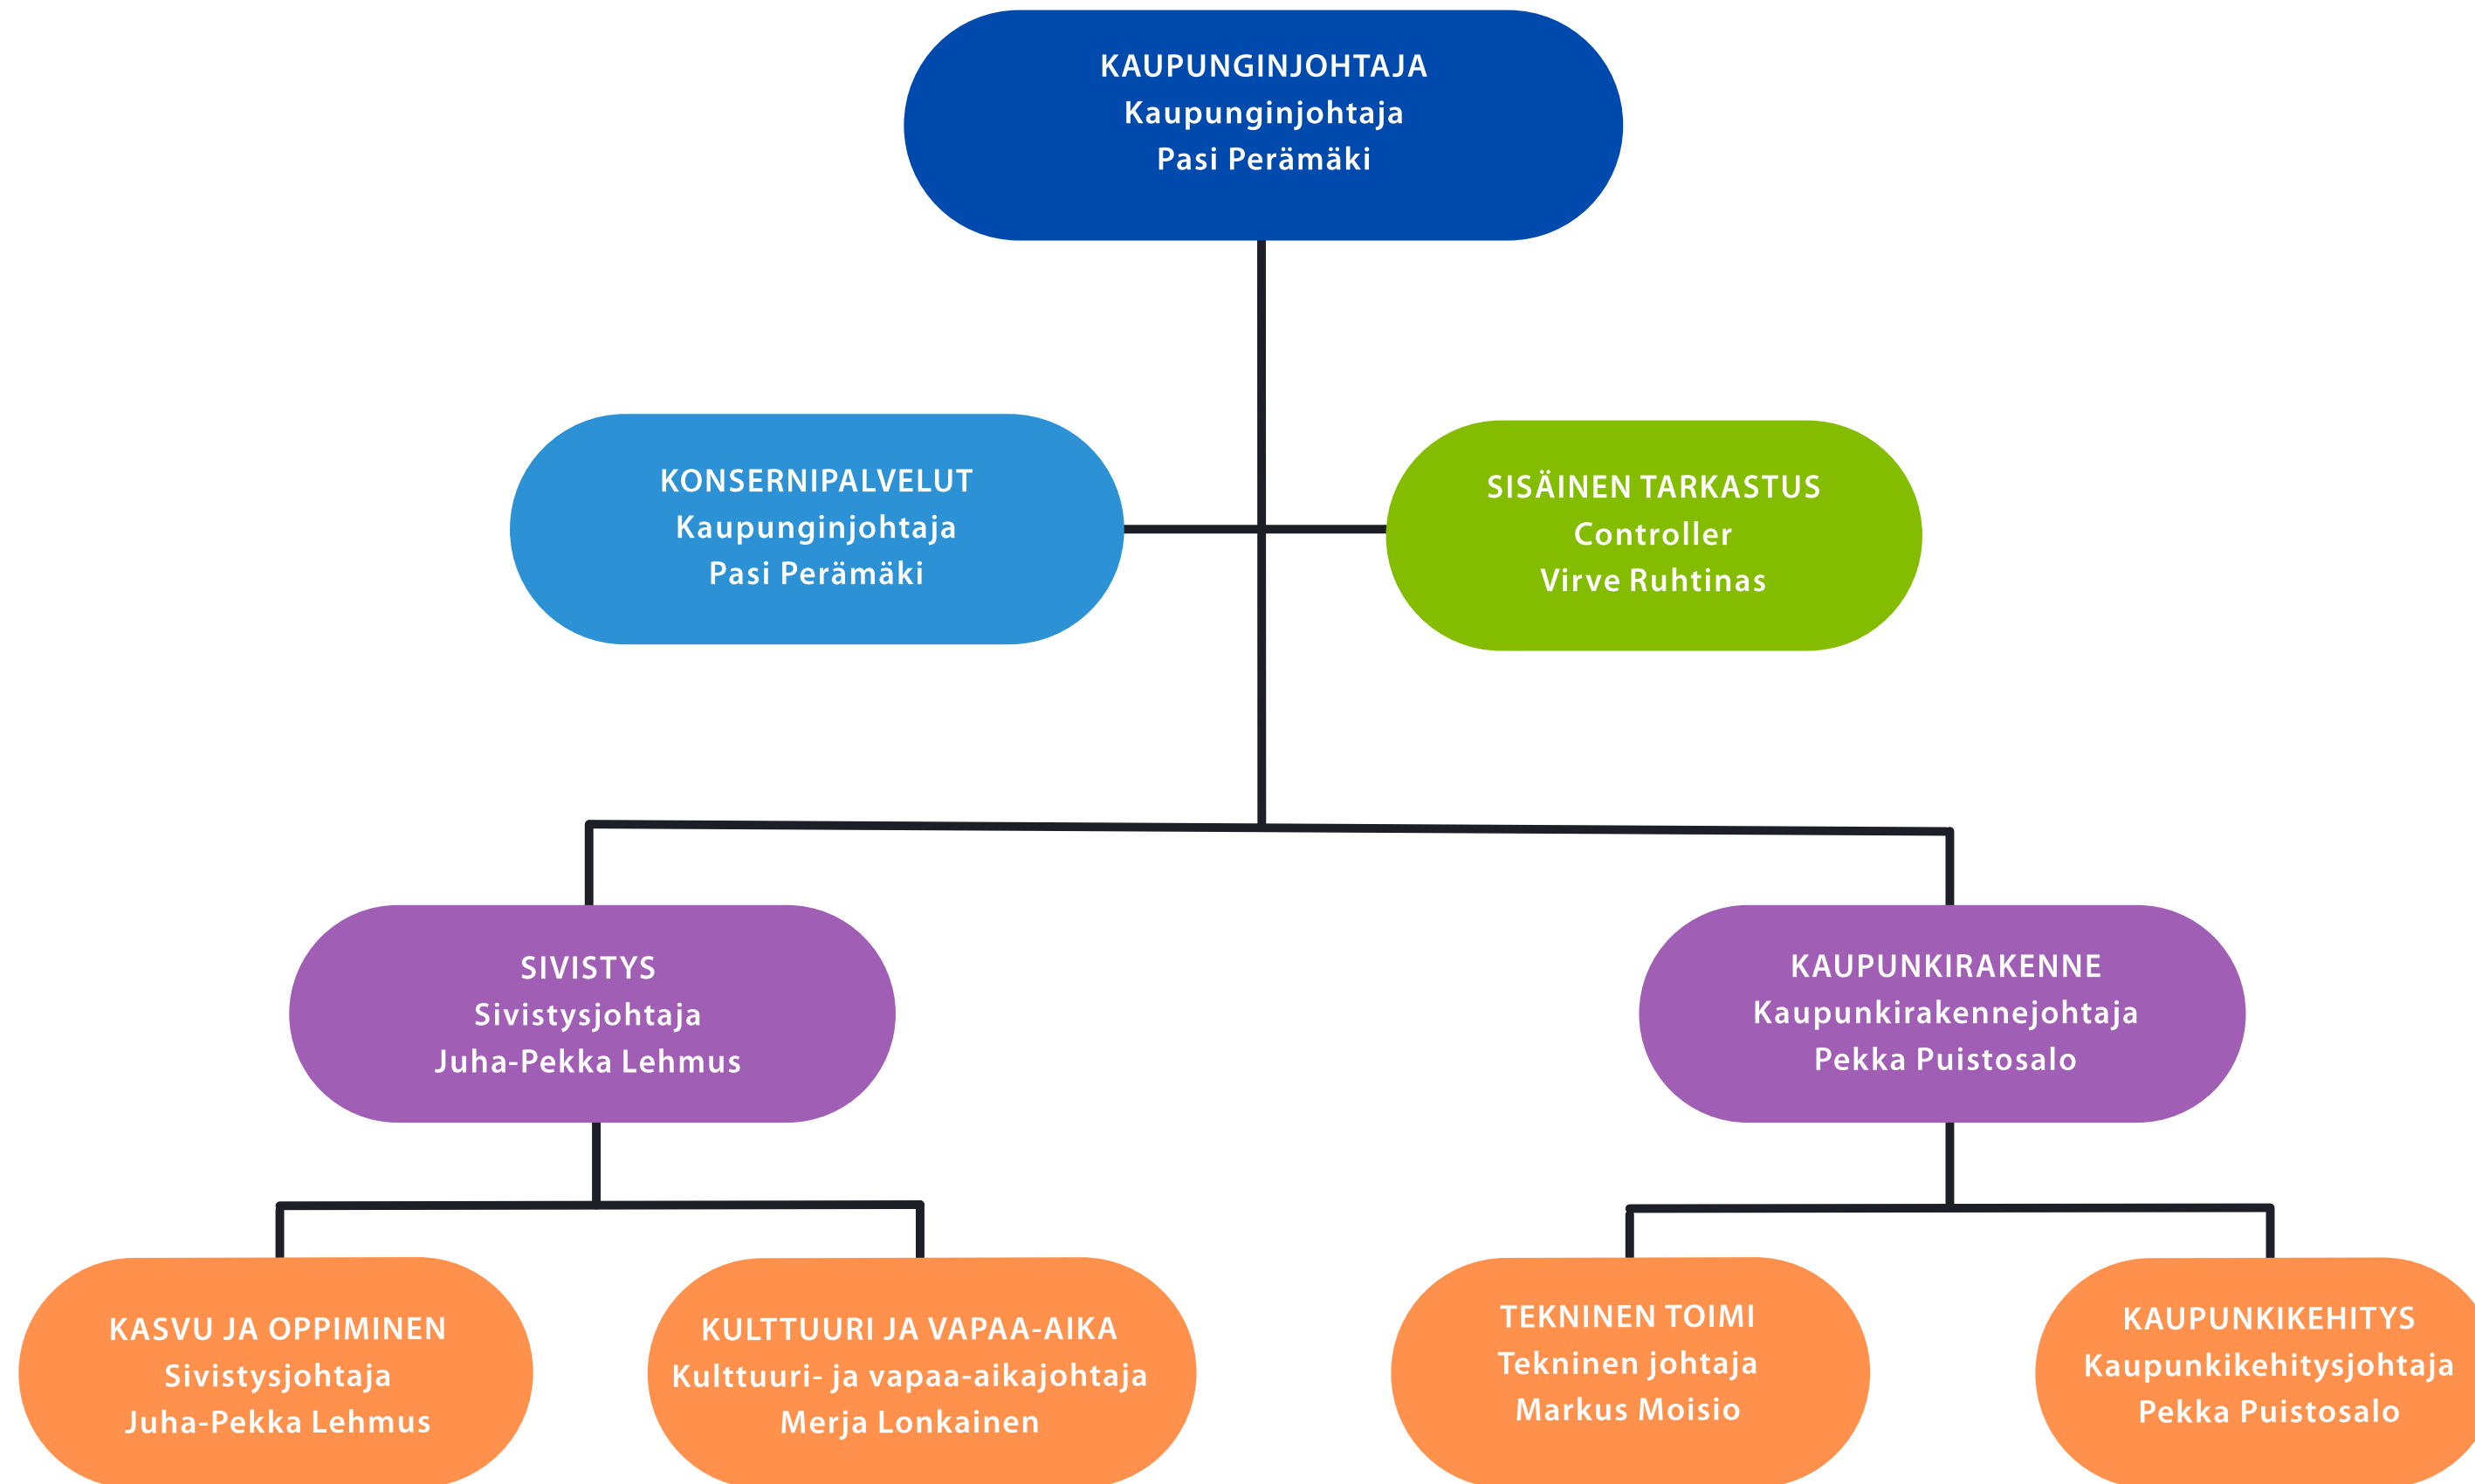 KAUPUNGINJOHTAJA
Kaupunginjohtaja
Pasi Perämäki
KONSERNIPALVELUT
Kaupunginjohtaja
Pasi Perämäki
SISÄINEN TARKASTUS
Controller
Virve Ruhtinas
SIVISTYS
Sivistysjohtaja
Juha-Pekka Lehmus
KAUPUNKIRAKENNE
Kaupunkirakennejohtaja
Pekka Puistosalo
KASVU JA OPPIMINEN
Sivistysjohtaja
Juha-Pekka Lehmus
KULTTUURI JA VAPAA-AIKA
Kulttuuri- ja vapaa-aikajohtaja
Merja Lonkainen
TEKNINEN TOIMI
Tekninen johtaja
Markus Moisio
KAUPUNKIKEHITYS
Kaupunkikehitysjohtaja
Pekka Puistosalo